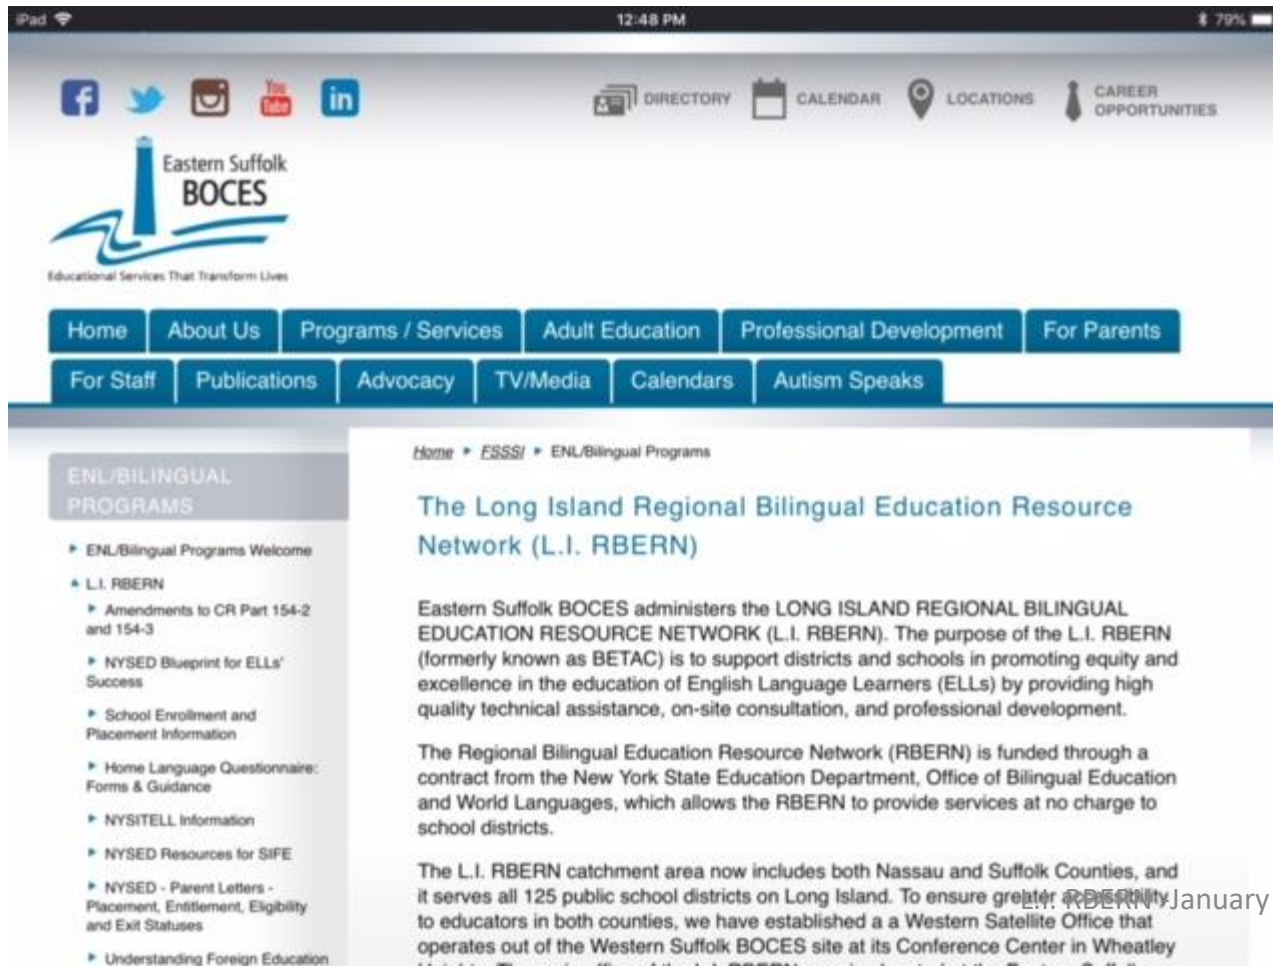 iPad
12:48 PM
79%
You
Tube
in
DIRECTORY
CALENDAR
LOCATIONS
CAREER
OPPORTUNITIES
Eastern Suffolk
BOCES
Educational Services That Transform Lives
Home About Us Programs / Services Adult Education Professional Development For Parents
For Staff Publications Advocacy TV/Media Calendars Autism Speaks
ENL/BILINGUAL
PROGRAMS
ENL/Bilingual Programs Welcome
L.I. RBERN
Amendments to CR Part 154-2
and 154-3
NYSED Blueprint for ELLs'
Success
School Enrollment and
Placement Information
Home Language Questionnaire:
Forms & Guidance
NYSITELL Information
NYSED Resources for SIFE
NYSED - Parent Letters -
Placement, Entitlement, Eligibility
and Exit Statuses
Understanding Foreign Education
Home FSSSI ENL/Bilingual Programs
The Long Island Regional Bilingual Education Resource
Network (L.I. RBERN)
Eastern Suffolk BOCES administers the LONG ISLAND REGIONAL BILINGUAL
EDUCATION RESOURCE NETWORK (L.I. RBERN). The purpose of the L.I. RBERN
(formerly known as BETAC) is to support districts and schools in promoting equity and
excellence in the education of English Language Learners (ELLs) by providing high
quality technical assistance, on-site consultation, and professional development.
The Regional Bilingual Education Resource Network (RBERN) is funded through a
contract from the New York State Education Department, Office of Bilingual Education
and World Languages, which allows the RBERN to provide services at no charge to
school districts.
The L.I. RBERN catchment area now includes both Nassau and Suffolk Counties, and
it serves all 125 public school districts on Long Island. To ensure greater accessibility
to educators in both counties, we have established a a Western Satellite Office that
operates out of the Western Suffolk BOCES site at its Conference Center in Wheatley
L.I. January